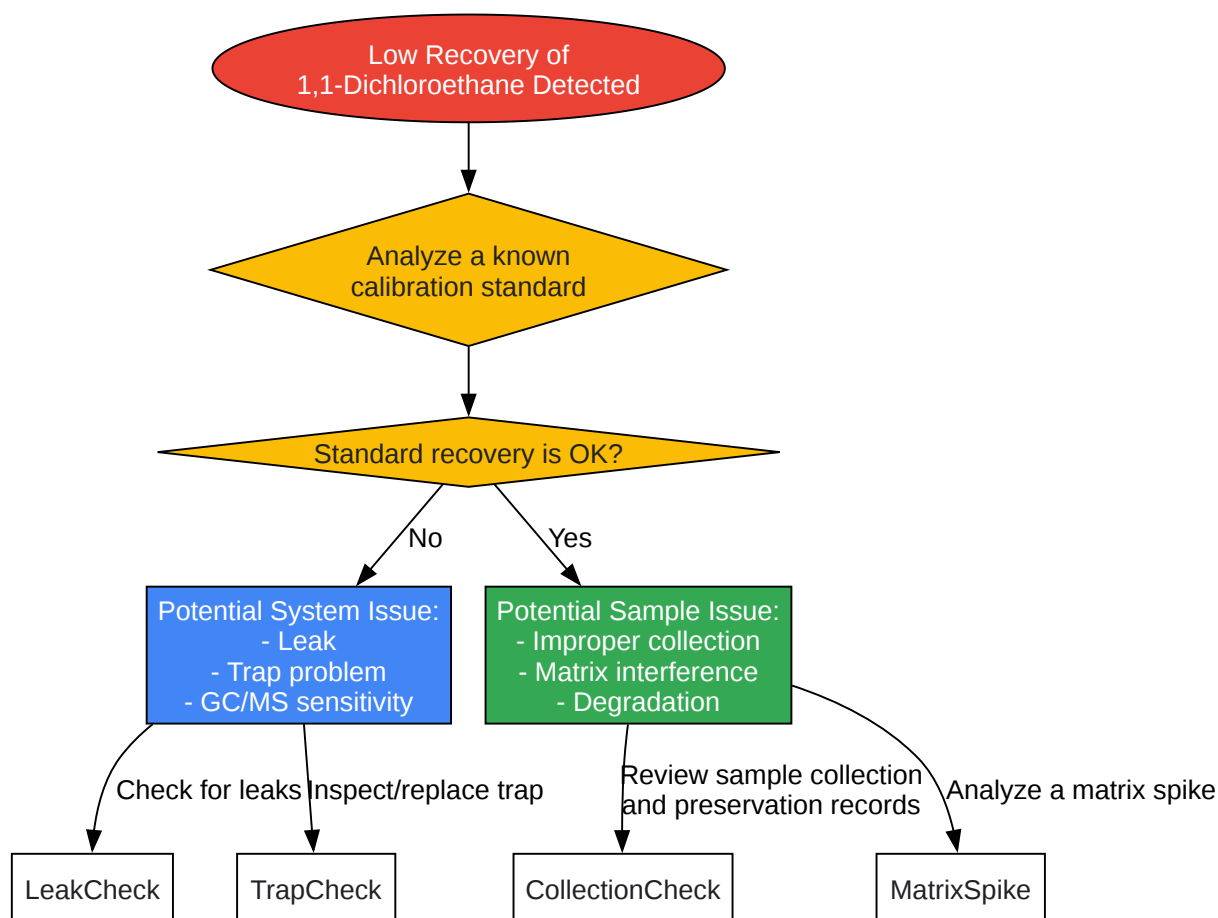 Low Recovery of
1,1-Dichloroethane Detected
Analyze a known
calibration standard
Standard recovery is OK?
No
Yes
Potential System Issue:
- Leak
- Trap problem
- GC/MS sensitivity
Potential Sample Issue:
- Improper collection
- Matrix interference
- Degradation
Check for leaks
Inspect/replace trap
Review sample collection
and preservation records
Analyze a matrix spike
LeakCheck
TrapCheck
CollectionCheck
MatrixSpike